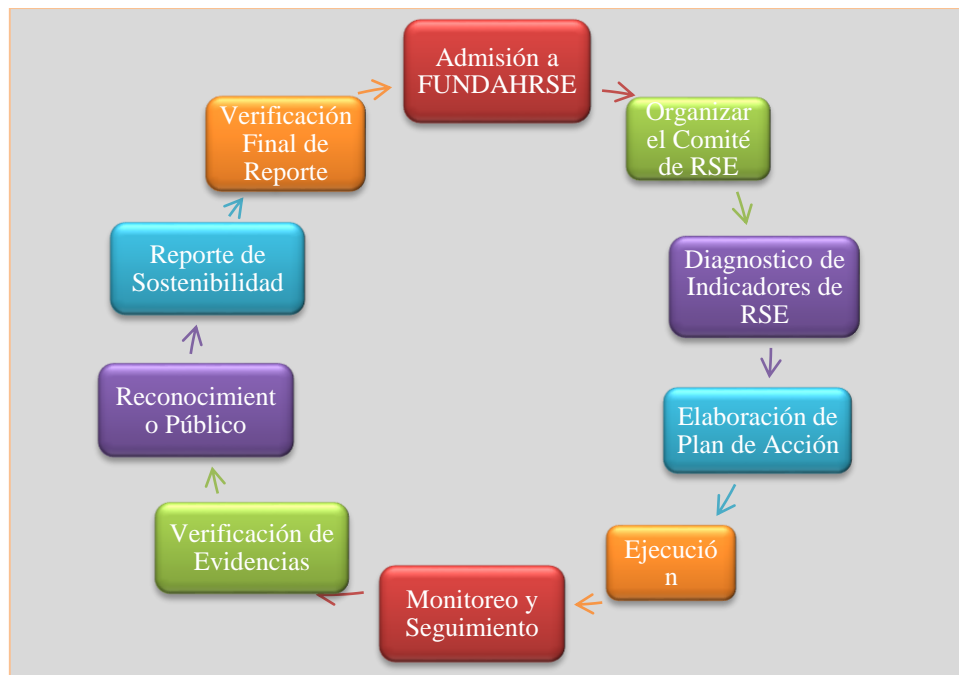 Admisión a
FUNDAHRSE
Organizar
el Comité
de RSE
Diagnostico de
Indicadores de
RSE
Elaboración de
Plan de Acción
Ejecució
n
Monitoreo y
Seguimiento
Verificación de
Evidencias
Reconocimient
o Público
Reporte de
Sostenibilidad
Verificación
Final de
Reporte